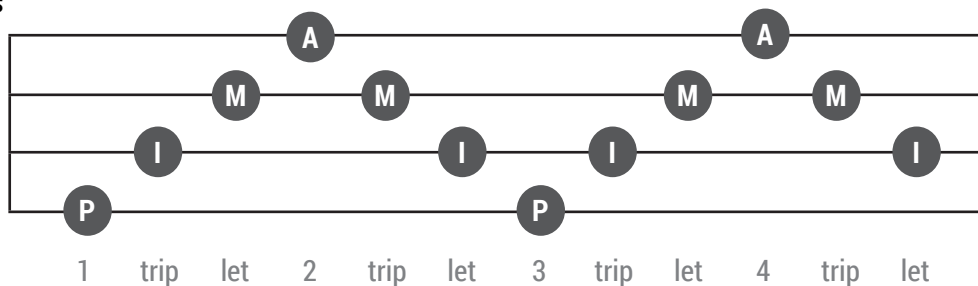 A A
M M M M
I I I I
P P
1 trip let 2 trip let 3 trip let 4 trip let